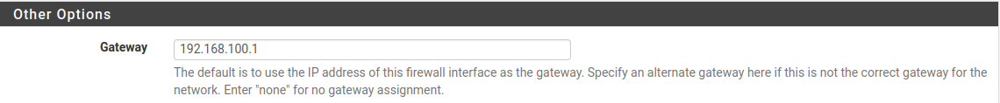 Other Options
Gateway
192.168.100.1
The default is to use the IP address of this firewall interface as the gateway. Specify an alternate gateway here if this is not the correct gateway for the
network. Enter "none" for no gateway assignment.